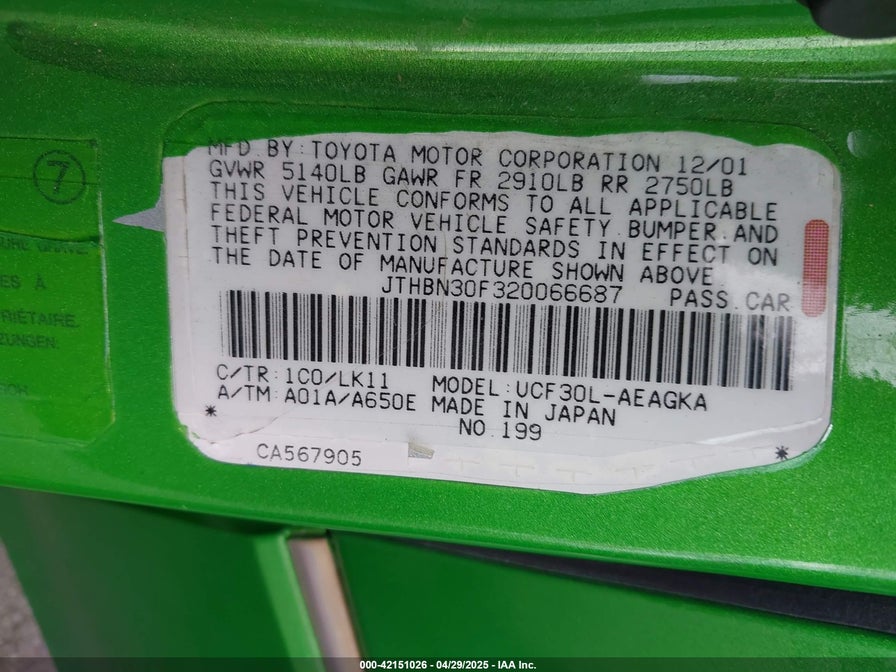 MFD BY:TOYOTA MOTOR CORPORATION 12/01
GVWR 5140LB GAWR FR 2910LB RR 2750LB
THIS VEHICLE CONFORMS TO ALL APPLICABLE
FEDERAL MOTOR VEHICLE SAFETY.BUMPER.AND
THEFT PREVENTION STANDARDS IN EFFECT ON
THE DATE OF MANUFACTURE SHOWN ABOVE.
JTHBN30F320066687 PASS.CAR
C/TR:1C0/LK11 MODEL:UCF30L-AEAGKA
A/TM:A01A/A650E MADE IN JAPAN
* NO.199 *
CA567905
7
ES À
000-42151026 - 04/29/2025 - IAA Inc.